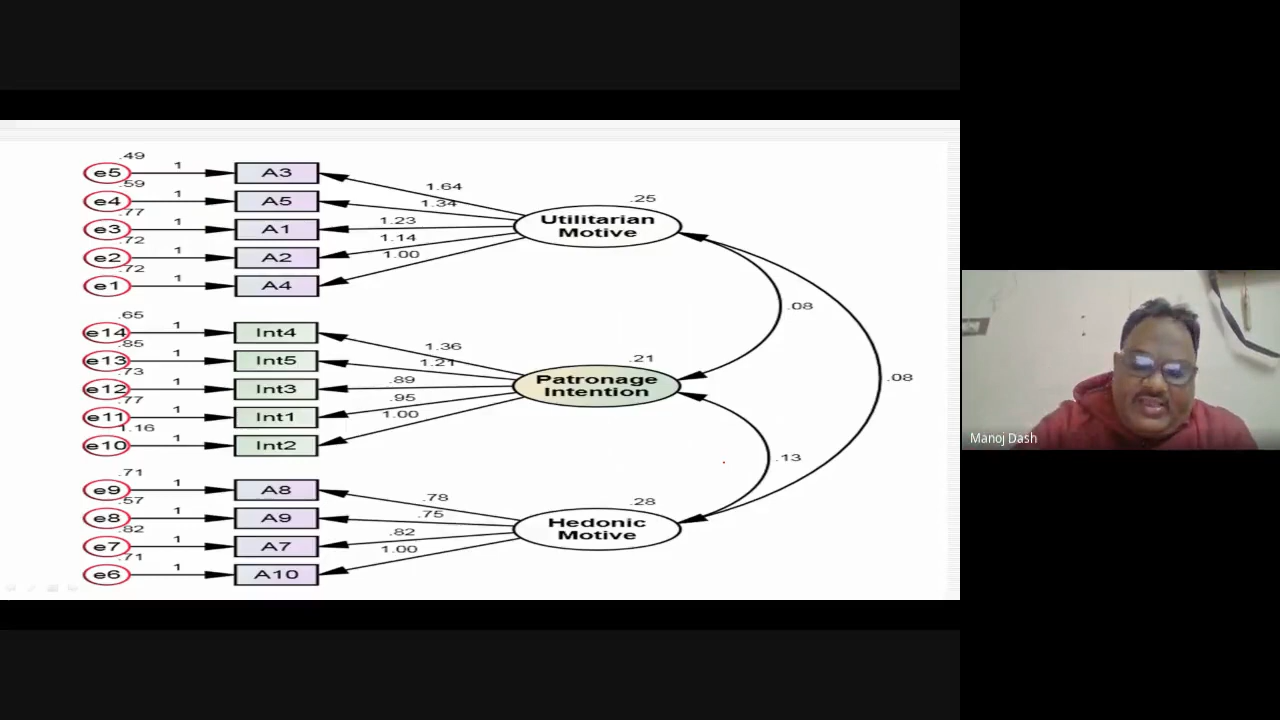 .49
e5 1 A3
.59
e4 1 A5
.77
e3 1 A1
.72
e2 1 A2
.72
e1 1 A4
1.64
1.34
1.23
1.14
1.00
.25
Utilitarian
Motive
.65
e14 1 Int4
.85
e13 1 Int5
.73
e12 1 Int3
.77
e11 1 Int1
1.16
e10 1 Int2
1.36
1.21
.89
.95
1.00
.21
Patronage
Intention
.71
e9 1 A8
.57
e8 1 A9
.82
e7 1 A7
.71
e6 1 A10
.78
.75
.82
1.00
.28
Hedonic
Motive
.08
.08
.13
Manoj Dash